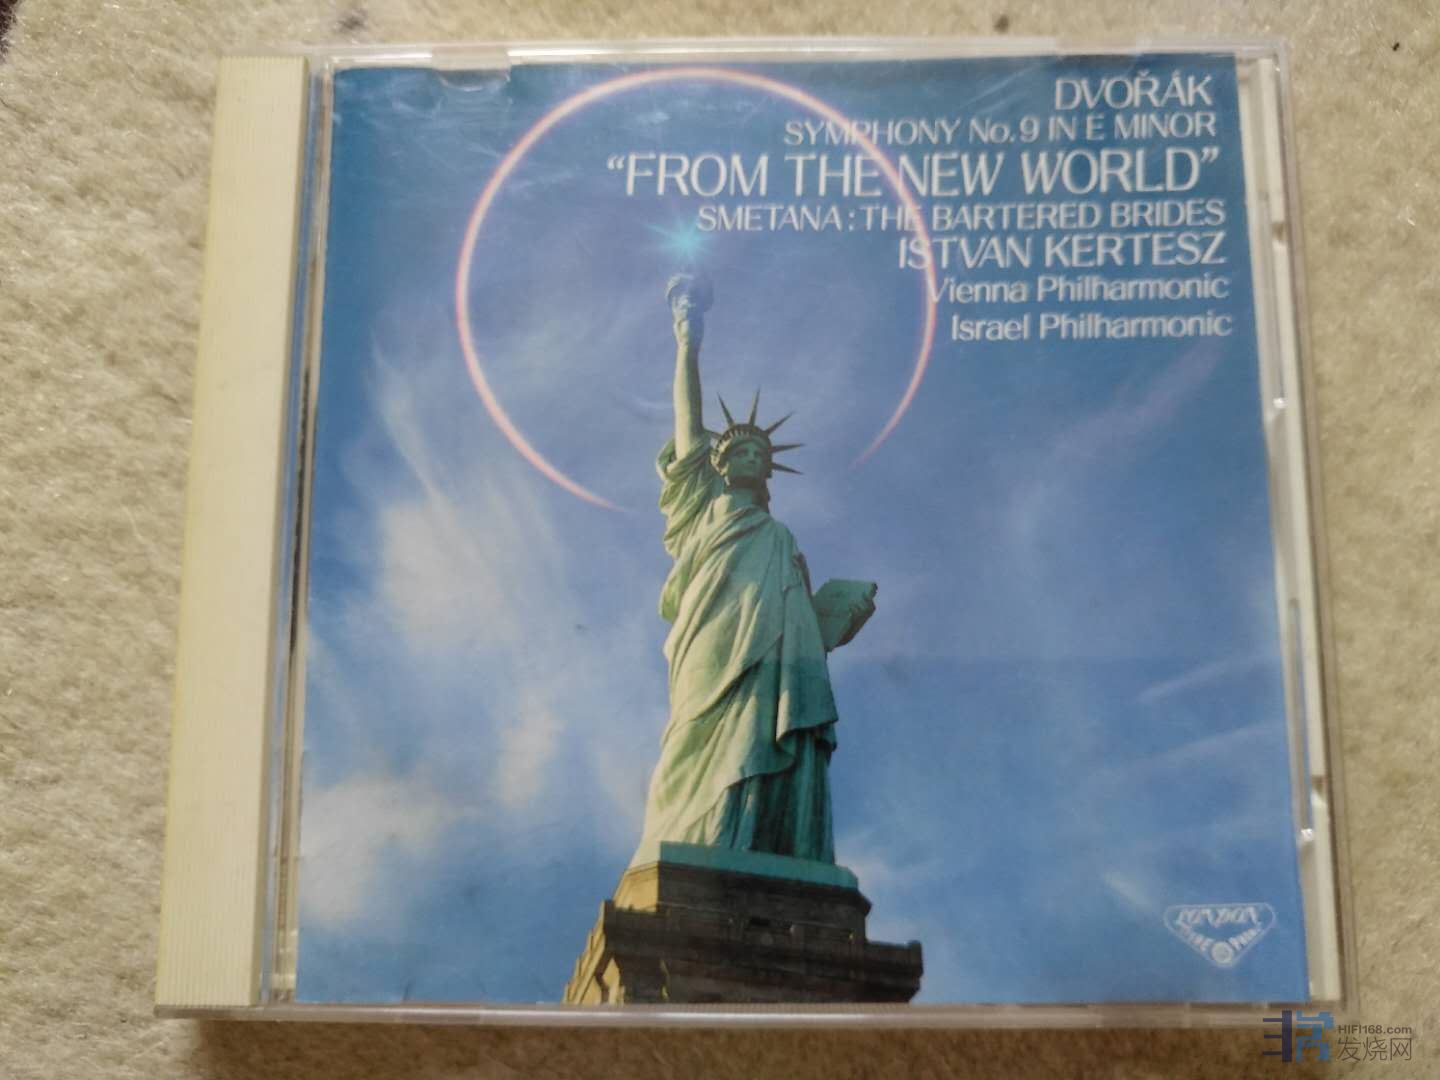 DVOŘÁK
SYMPHONY No.9 IN E MINOR
“FROM THE NEW WORLD”
SMETANA: THE BARTERED BRIDES
ISTVAN KERTESZ
Vienna Philharmonic
Israel Philharmonic
LONDON
HIFI168.com
发烧网